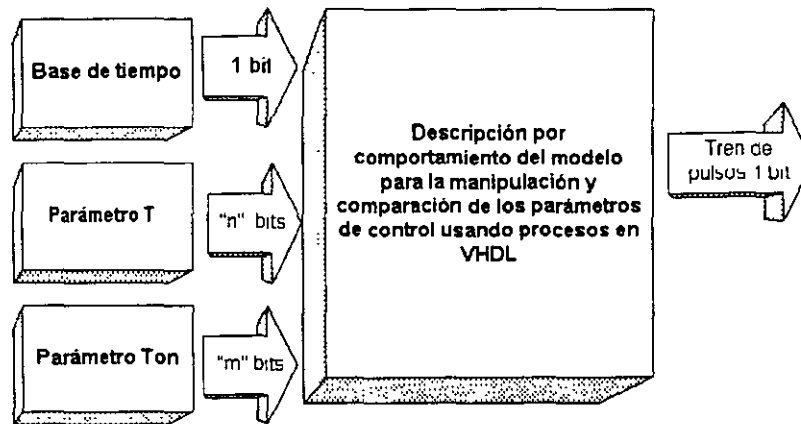 Base de tiempo
1 bit
Parámetro T
"n" bits
Parámetro Ton
"m" bits
Descripción por
comportamiento del modelo
para la manipulación y
comparación de los parámetros
de control usando procesos en
VHDL
Tren de
pulsos 1 bit